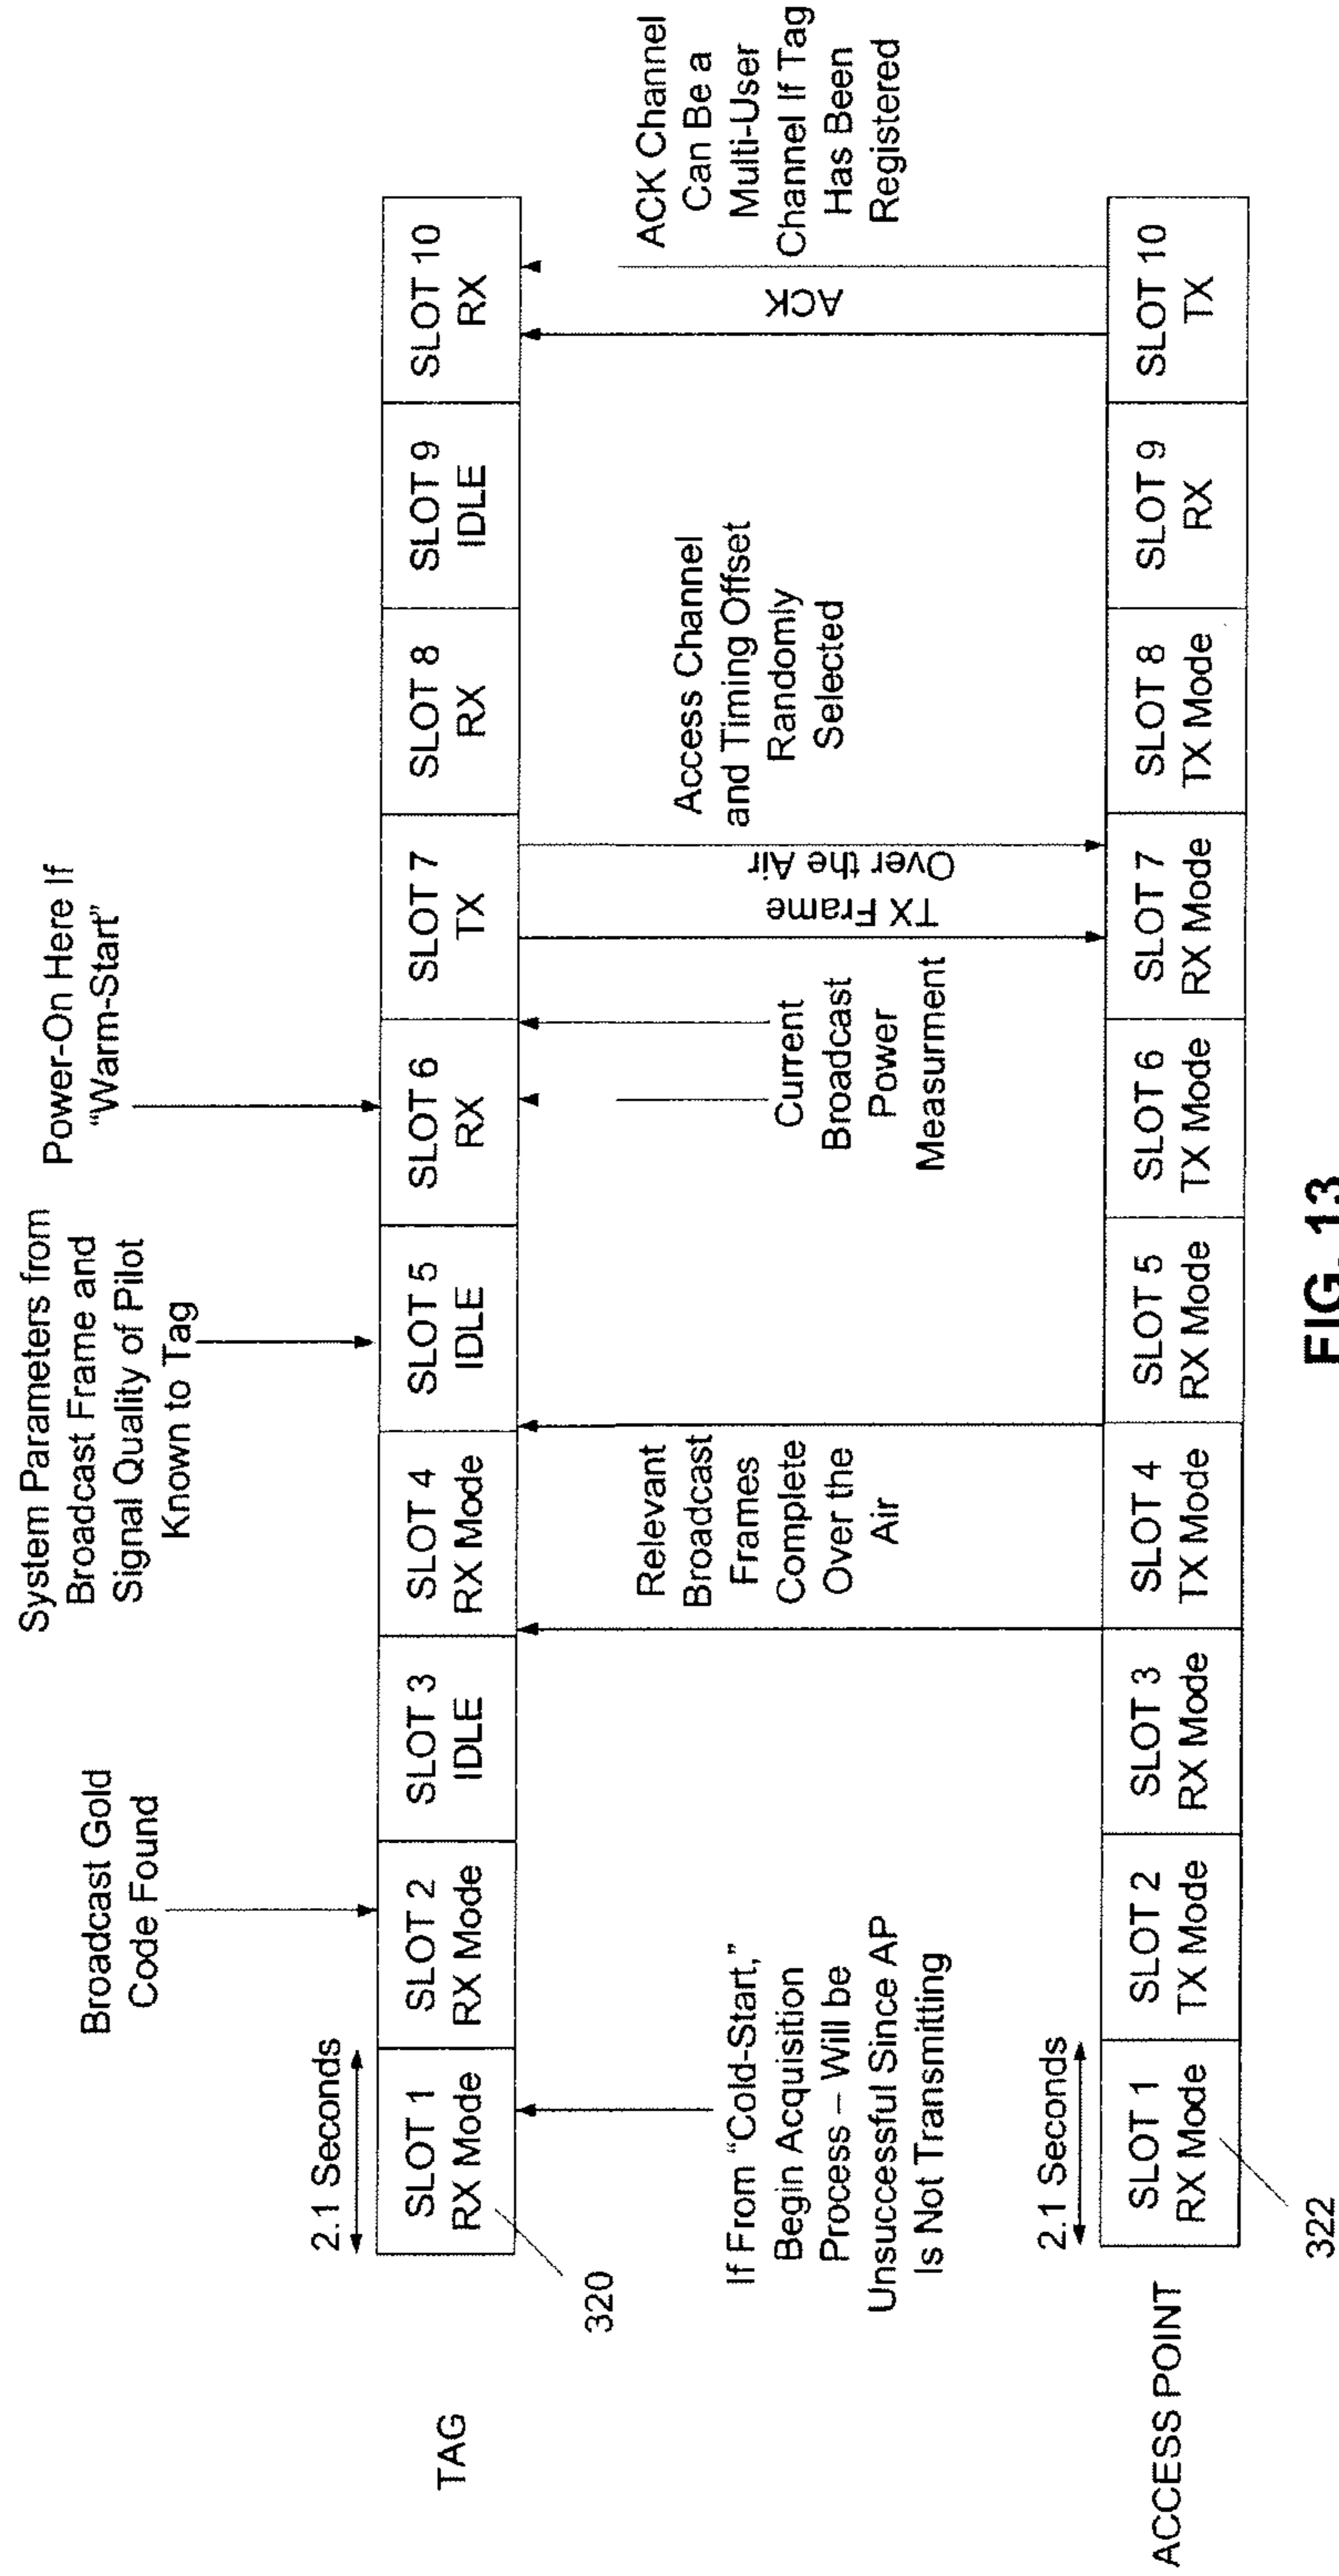 System Parameters from
Broadcast Frame and
Signal Quality of Pilot
Known to Tag
Power-On Here If
"Warm-Start"
Broadcast Gold
Code Found
2.1 Seconds
TAG
SLOT 1
RX Mode
SLOT 2
RX Mode
SLOT 3
IDLE
SLOT 4
RX Mode
SLOT 5
IDLE
SLOT 6
RX
SLOT 7
TX
SLOT 8
RX
SLOT 9
IDLE
SLOT 10
RX
320
If From "Cold-Start,"
Begin Acquisition
Process – Will be
Unsuccessful Since AP
Is Not Transmitting
Relevant
Broadcast
Frames
Complete
Over the
Air
Current
Broadcast
Power
Measurment
TX Frame
Over the Air
Access Channel
and Timing Offset
Randomly
Selected
ACK
ACK Channel
Can Be a
Multi-User
Channel If Tag
Has Been
Registered
2.1 Seconds
ACCESS POINT
SLOT 1
RX Mode
SLOT 2
TX Mode
SLOT 3
RX Mode
SLOT 4
TX Mode
SLOT 5
RX Mode
SLOT 6
TX Mode
SLOT 7
RX Mode
SLOT 8
TX Mode
SLOT 9
RX
SLOT 10
TX
322
FIG. 13